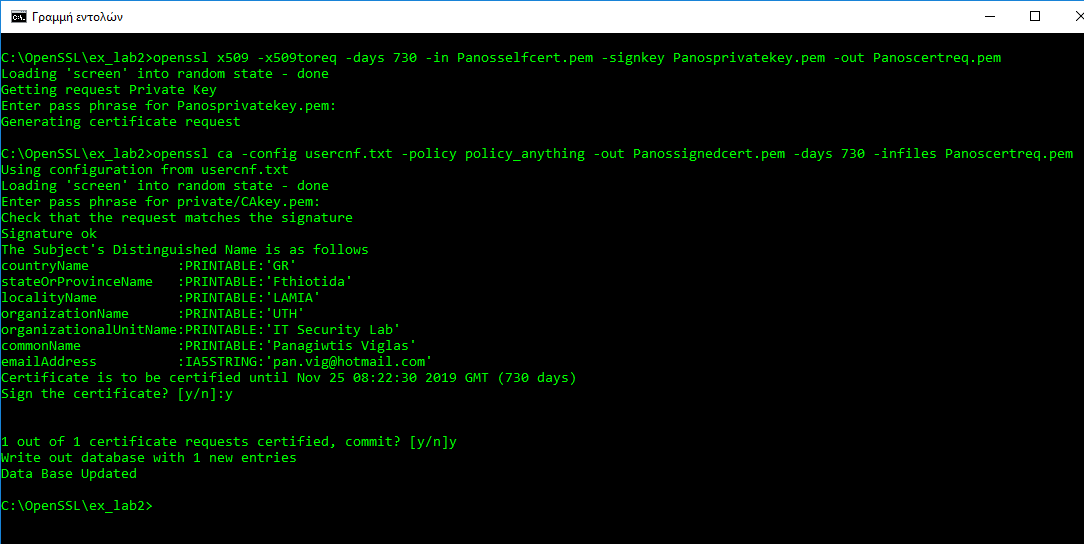 Γραμμή εντολών
C:\OpenSSL\ex_lab2>openssl x509 -x509toreq -days 730 -in Panosselfcert.pem -signkey Panosprivatekey.pem -out Panoscertreq.pem
Loading 'screen' into random state - done
Getting request Private Key
Enter pass phrase for Panosprivatekey.pem:
Generating certificate request
C:\OpenSSL\ex_lab2>openssl ca -config usercnf.txt -policy policy_anything -out Panossignedcert.pem -days 730 -infiles Panoscertreq.pem
Using configuration from usercnf.txt
Loading 'screen' into random state - done
Enter pass phrase for private/CAkey.pem:
Check that the request matches the signature
Signature ok
The Subject's Distinguished Name is as follows
countryName           :PRINTABLE:'GR'
stateOrProvinceName   :PRINTABLE:'Fthiotida'
localityName          :PRINTABLE:'LAMIA'
organizationName      :PRINTABLE:'UTH'
organizationalUnitName:PRINTABLE:'IT Security Lab'
commonName            :PRINTABLE:'Panagiwtis Viglas'
emailAddress          :IA5STRING:'pan.vig@hotmail.com'
Certificate is to be certified until Nov 25 08:22:30 2019 GMT (730 days)
Sign the certificate? [y/n]:y
1 out of 1 certificate requests certified, commit? [y/n]y
Write out database with 1 new entries
Data Base Updated
C:\OpenSSL\ex_lab2>